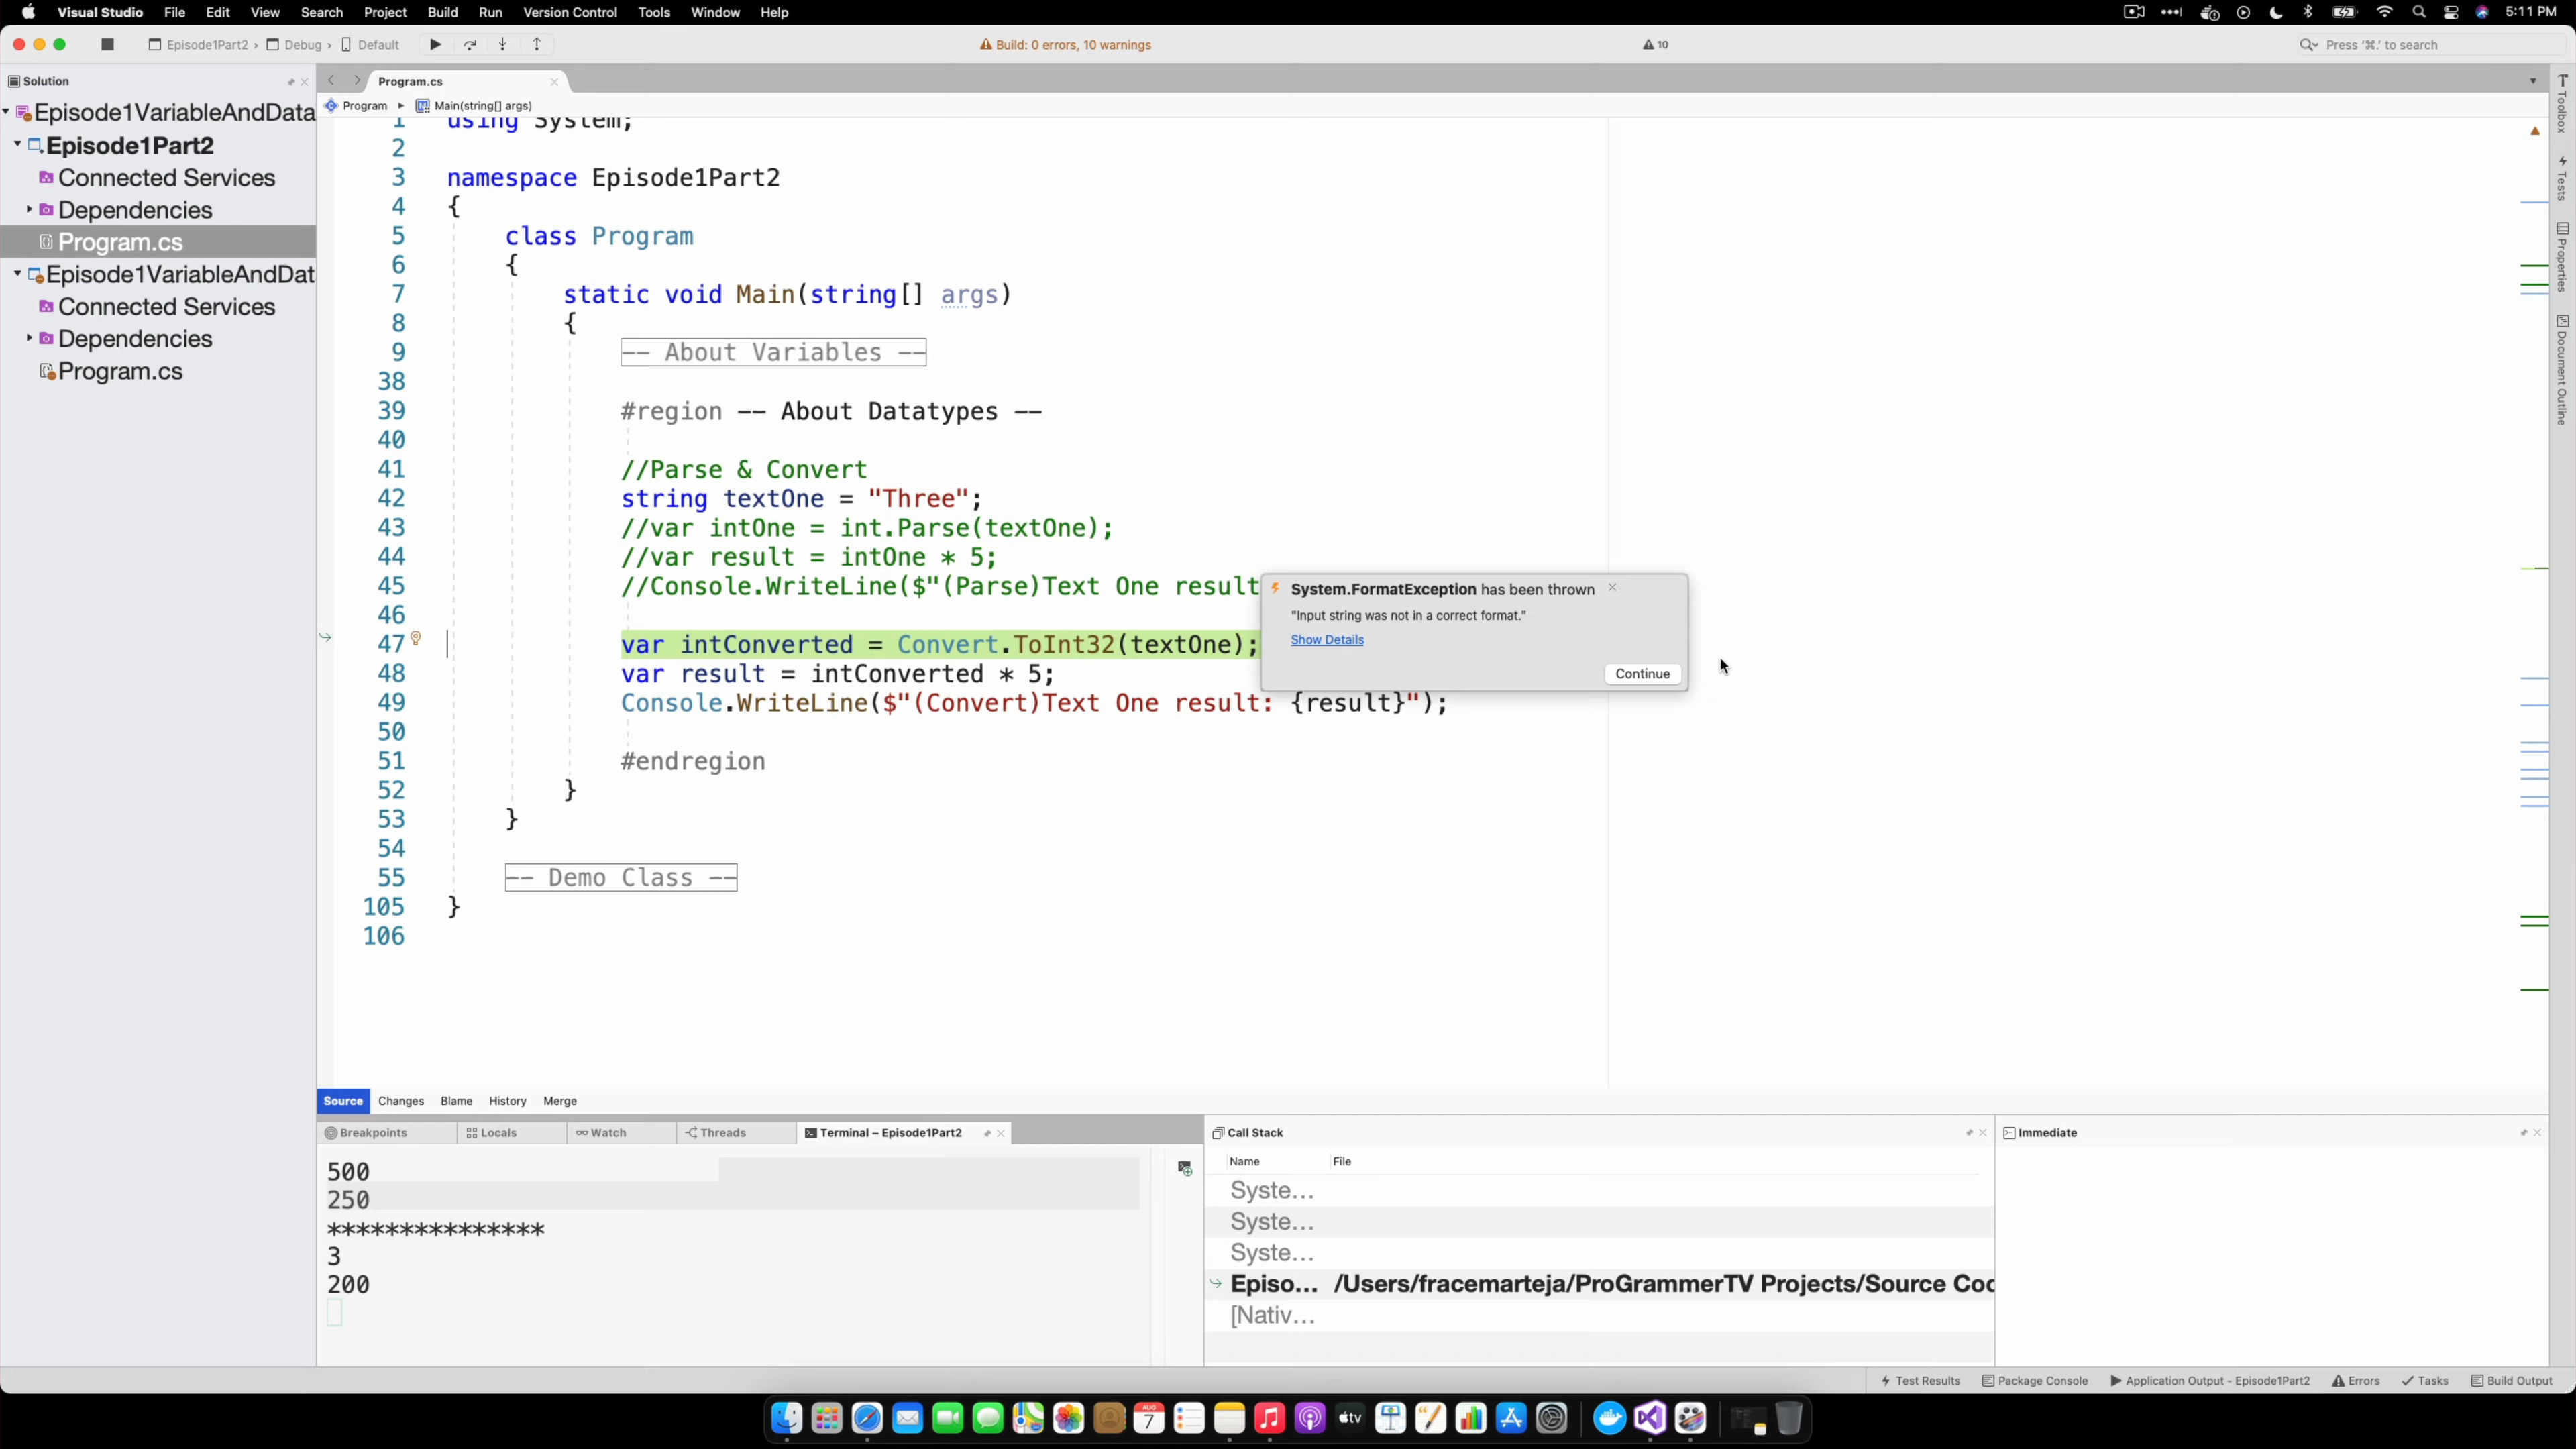 Visual Studio File Edit View Search Project Build Run Version Control Tools Window Help 5:11 PM
Episode1Part2 › Debug › Default Build: 0 errors, 10 warnings 10 Press '⌘.' to search
Solution
Episode1VariableAndData
Episode1Part2
Connected Services
Dependencies
Program.cs
Episode1VariableAndDat
Connected Services
Dependencies
Program.cs
Program.cs
Program ▸ Main(string[] args)
1 using System;
2
3 namespace Episode1Part2
4 {
5 class Program
6 {
7 static void Main(string[] args)
8 {
9 -- About Variables --
38
39 #region -- About Datatypes --
40
41 //Parse & Convert
42 string textOne = "Three";
43 //var intOne = int.Parse(textOne);
44 //var result = intOne * 5;
45 //Console.WriteLine($"(Parse)Text One result
46
47 var intConverted = Convert.ToInt32(textOne);
48 var result = intConverted * 5;
49 Console.WriteLine($"(Convert)Text One result: {result}");
50
51 #endregion
52 }
53 }
54
55 -- Demo Class --
105 }
106
System.FormatException has been thrown
"Input string was not in a correct format."
Show Details
Continue
Toolbox
Tests
Properties
Document Outline
Source Changes Blame History Merge
Breakpoints Locals Watch Threads Terminal – Episode1Part2
500
250
***************
3
200
Call Stack
Name File
Syste...
Syste...
Syste...
Episo... /Users/fracemarteja/ProGrammerTV Projects/Source Cod
[Nativ...
Immediate
Test Results Package Console Application Output - Episode1Part2 Errors Tasks Build Output
AUG
7
tv